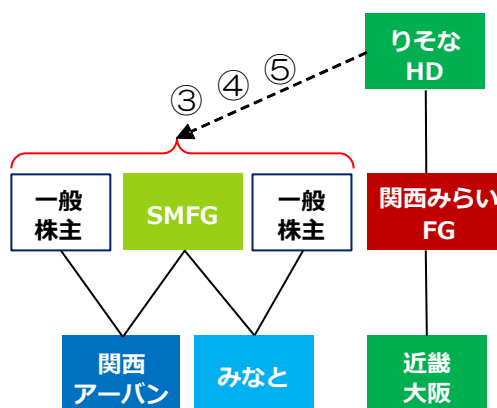 りそな
HD
③ ④ ⑤
一般
株主
SMFG
一般
株主
関西みらい
FG
関西
アーバン
みなと
近畿
大阪